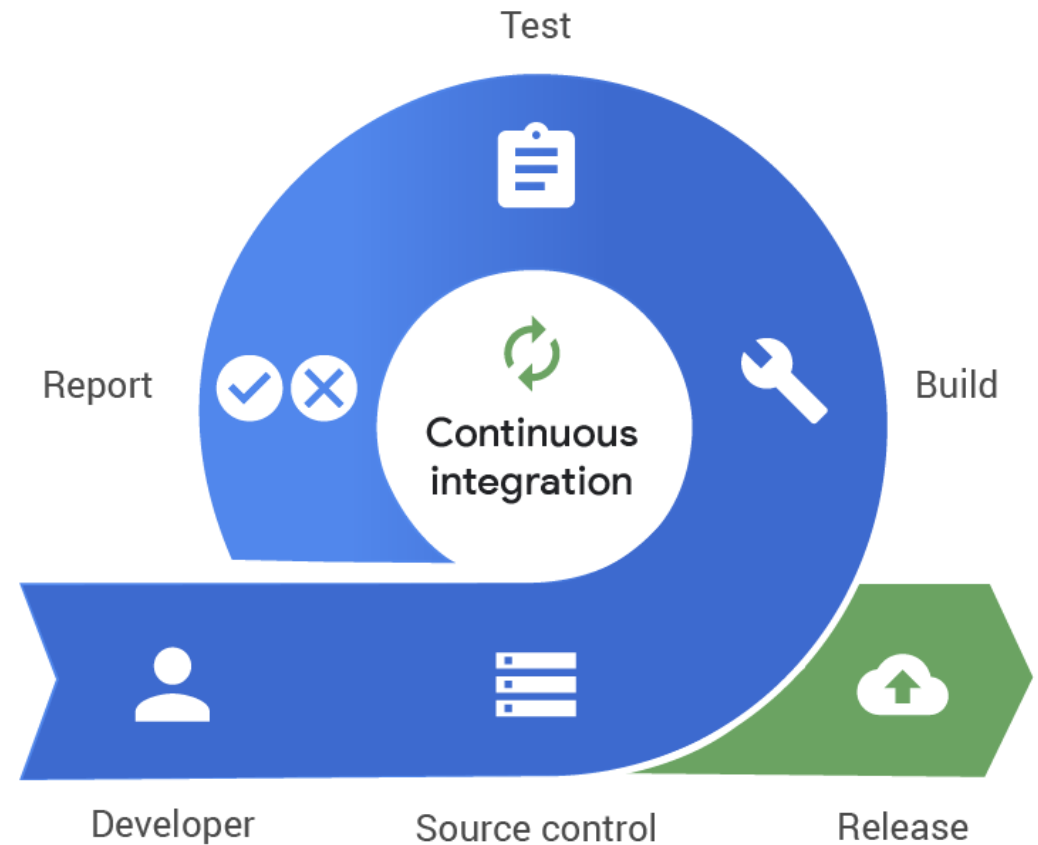 Test
Report
Continuous
integration
Build
Developer
Source control
Release